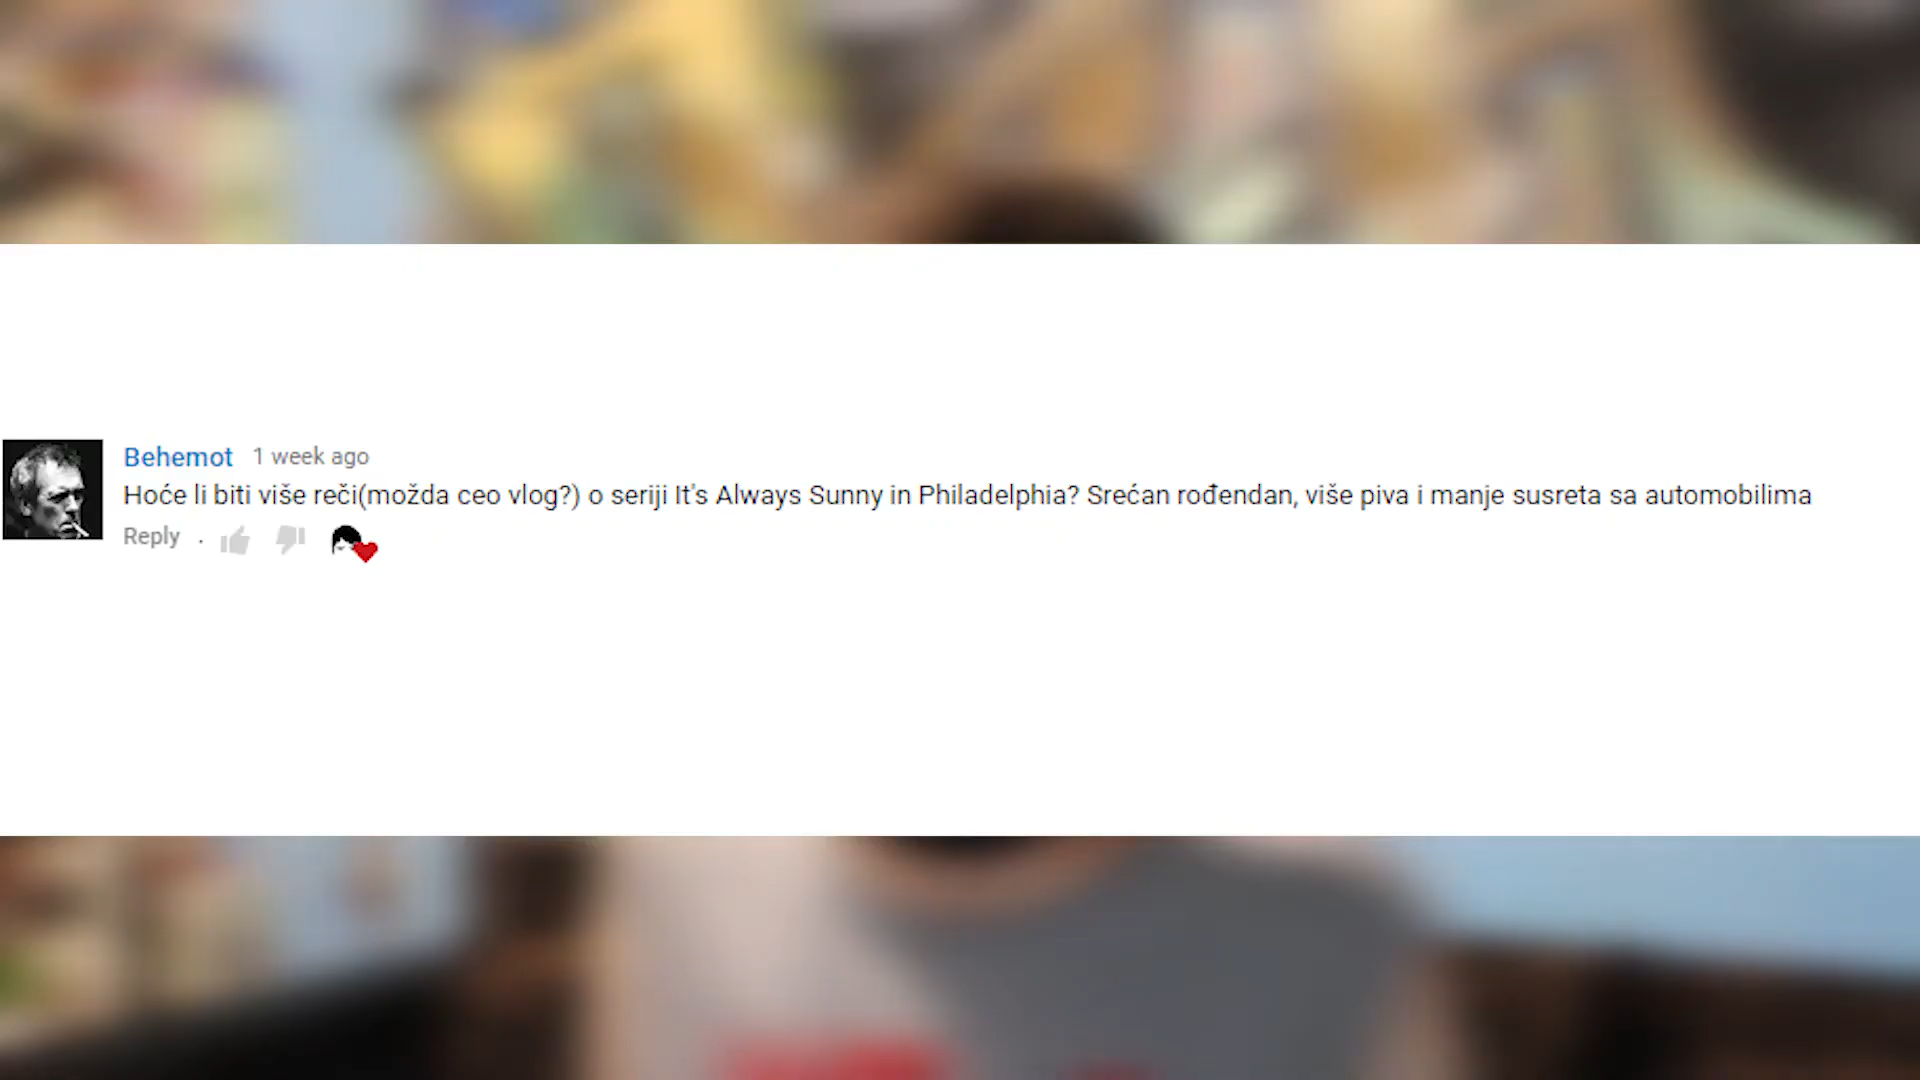 Behemot 1 week ago
Hoće li biti više reči(možda ceo vlog?) o seriji It's Always Sunny in Philadelphia? Srećan rođendan, više piva i manje susreta sa automobilima
Reply .